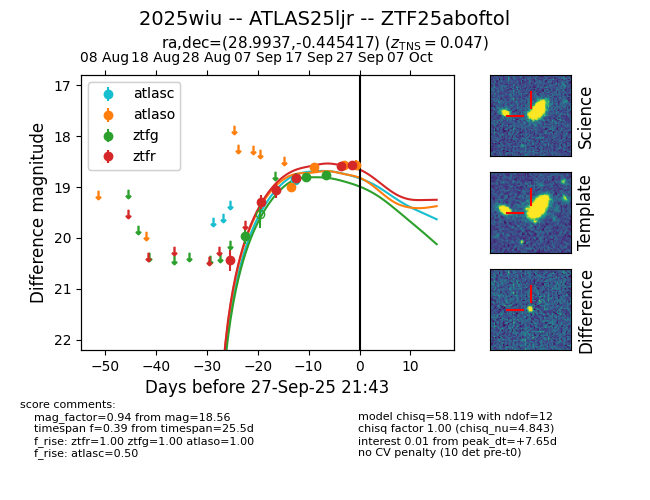 2025wiu -- ATLAS25ljr -- ZTF25aboftol
ra,dec=(28.9937,-0.445417) (z_TNS = 0.047)
08 Aug 18 Aug 28 Aug 07 Sep 17 Sep 27 Sep 07 Oct
atlasc
atlaso
ztfg
ztfr
17
18
19
20
21
22
Difference magnitude
−50 −40 −30 −20 −10 0 10
Days before 27-Sep-25 21:43
Science
Template
Difference
score comments:
mag_factor=0.94 from mag=18.56
timespan f=0.39 from timespan=25.5d
f_rise: ztfr=1.00 ztfg=1.00 atlaso=1.00
f_rise: atlasc=0.50
model chisq=58.119 with ndof=12
chisq factor 1.00 (chisq_nu=4.843)
interest 0.01 from peak_dt=+7.65d
no CV penalty (10 det pre-t0)